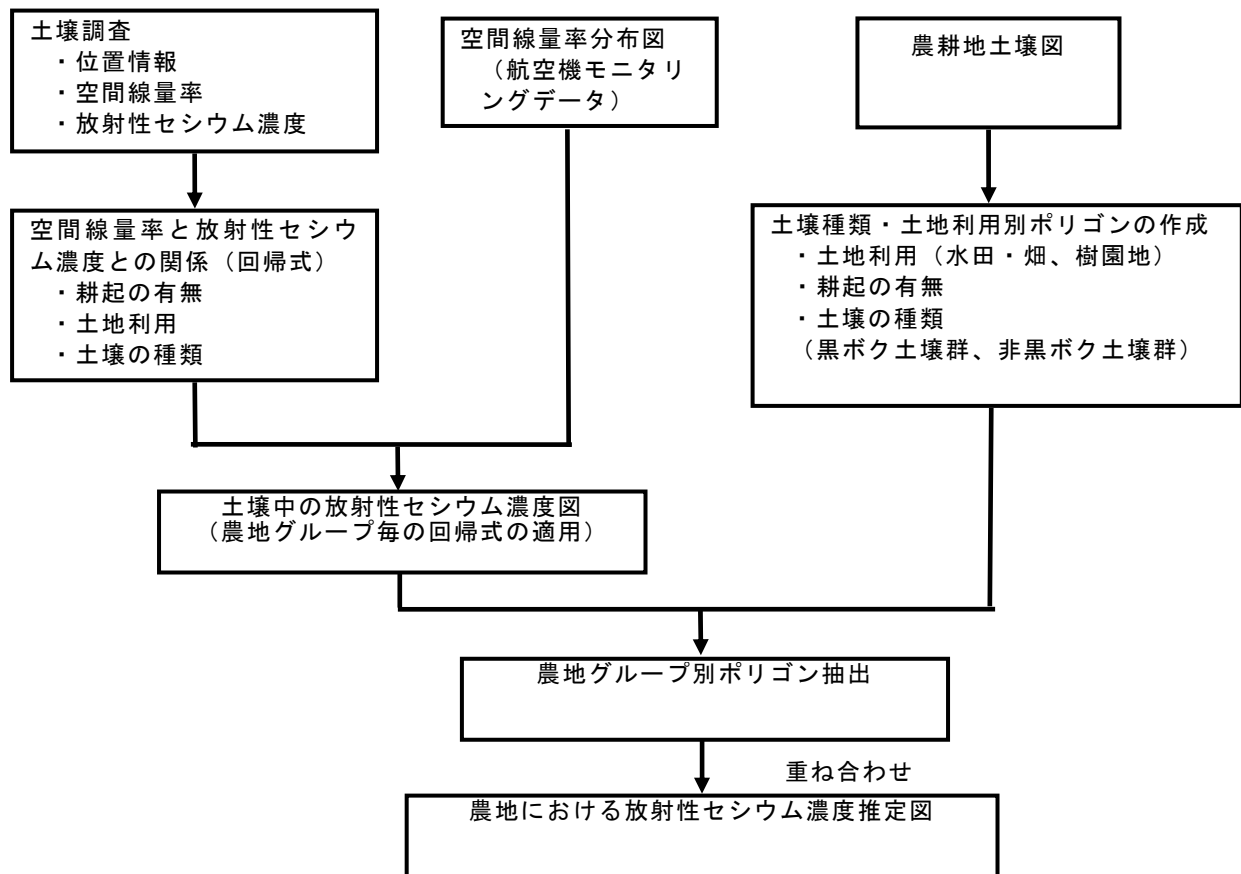 土壌調査
・位置情報
・空間線量率
・放射性セシウム濃度
空間線量率分布図
（航空機モニタリ
ングデータ）
農耕地土壌図
空間線量率と放射性セシウ
ム濃度との関係（回帰式）
・耕起の有無
・土地利用
・土壌の種類
土壌種類・土地利用別ポリゴンの作成
・土地利用（水田・畑、樹園地）
・耕起の有無
・土壌の種類
（黒ボク土壌群、非黒ボク土壌群）
土壌中の放射性セシウム濃度図
（農地グループ毎の回帰式の適用）
農地グループ別ポリゴン抽出
重ね合わせ
農地における放射性セシウム濃度推定図